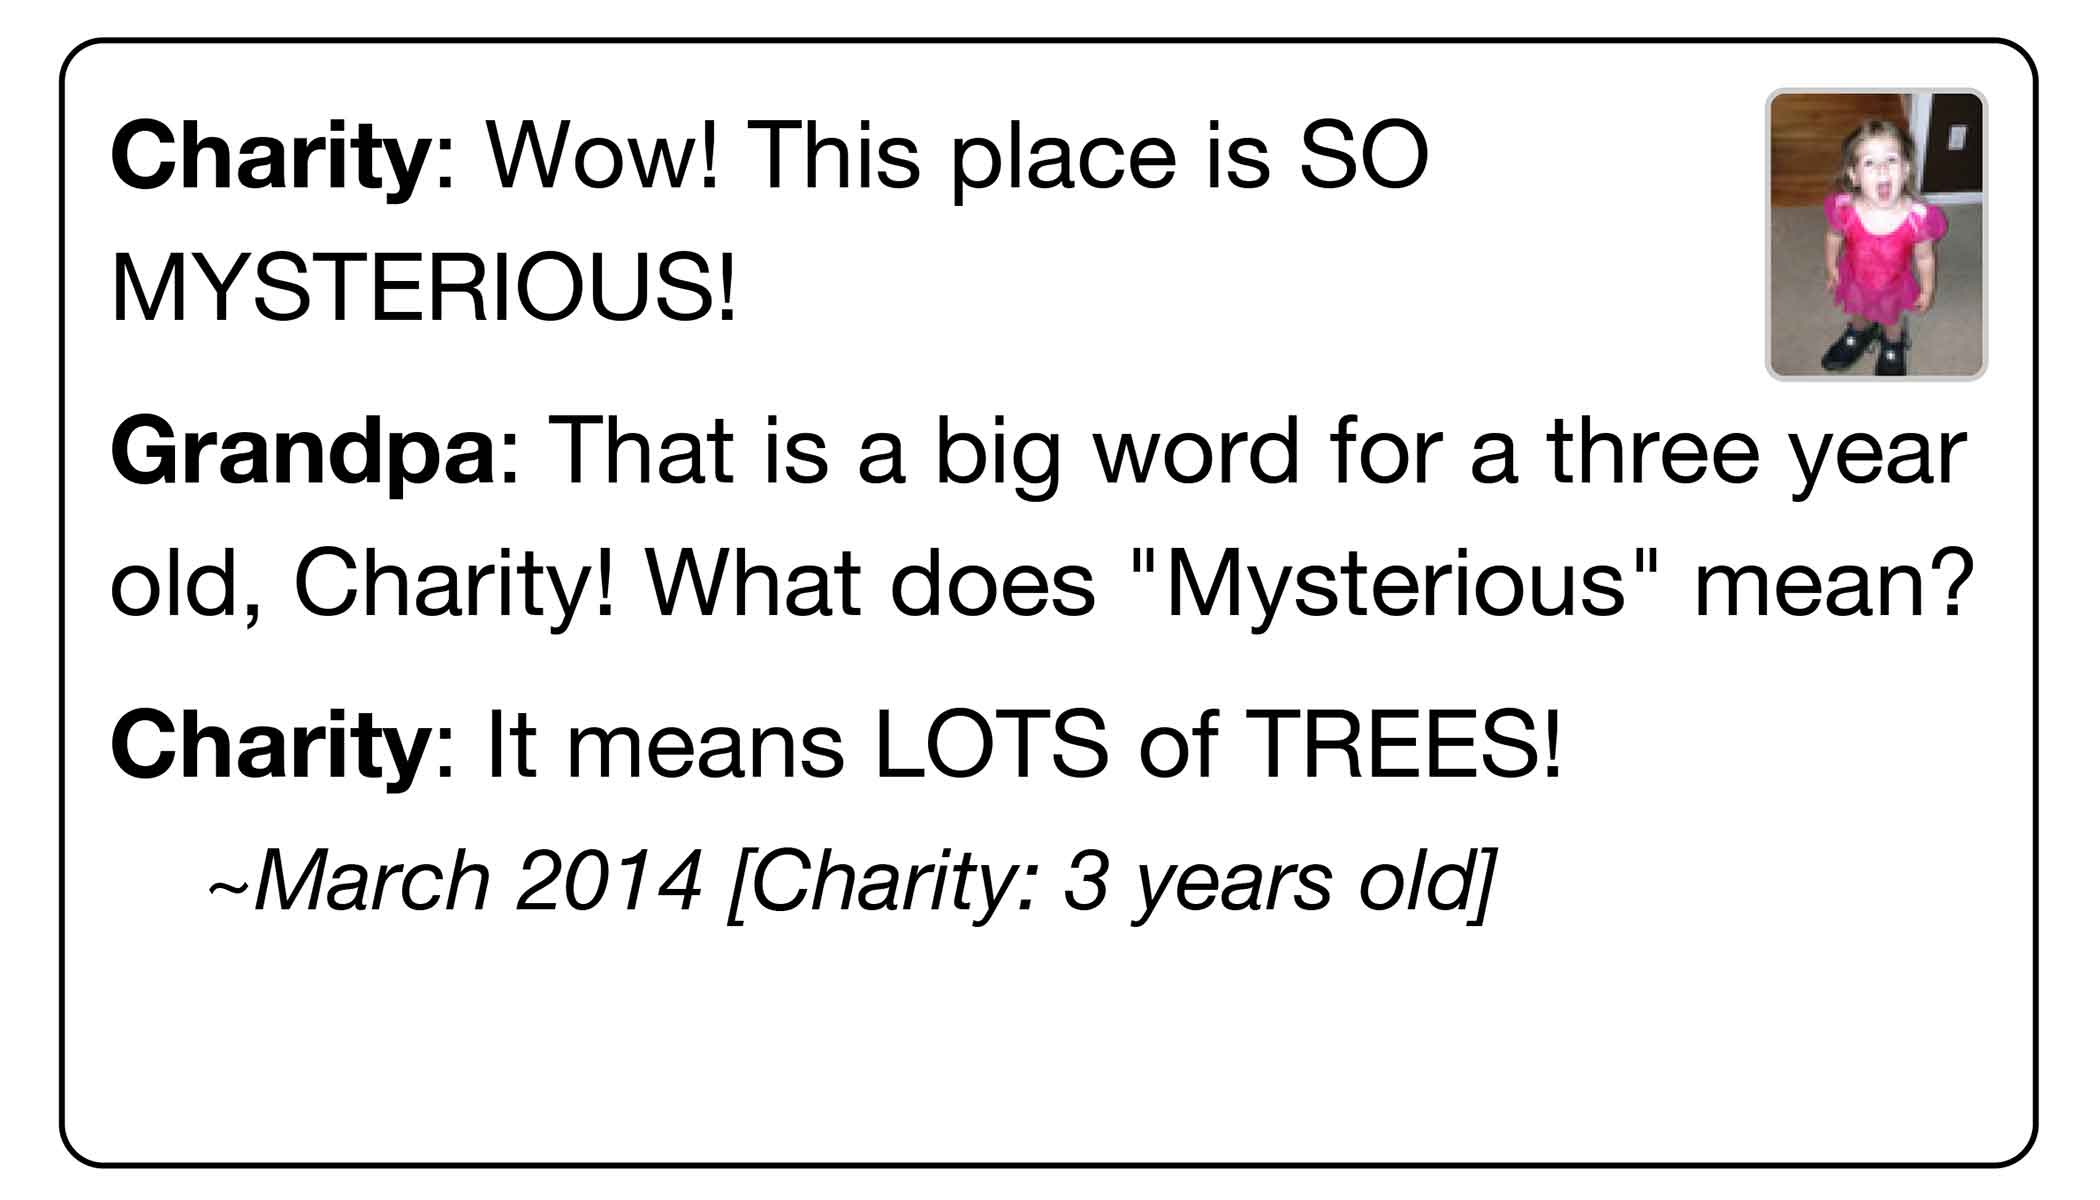 Charity: Wow! This place is SO
MYSTERIOUS!
Grandpa: That is a big word for a three year
old, Charity! What does "Mysterious" mean?
Charity: It means LOTS of TREES!
~March 2014 [Charity: 3 years old]